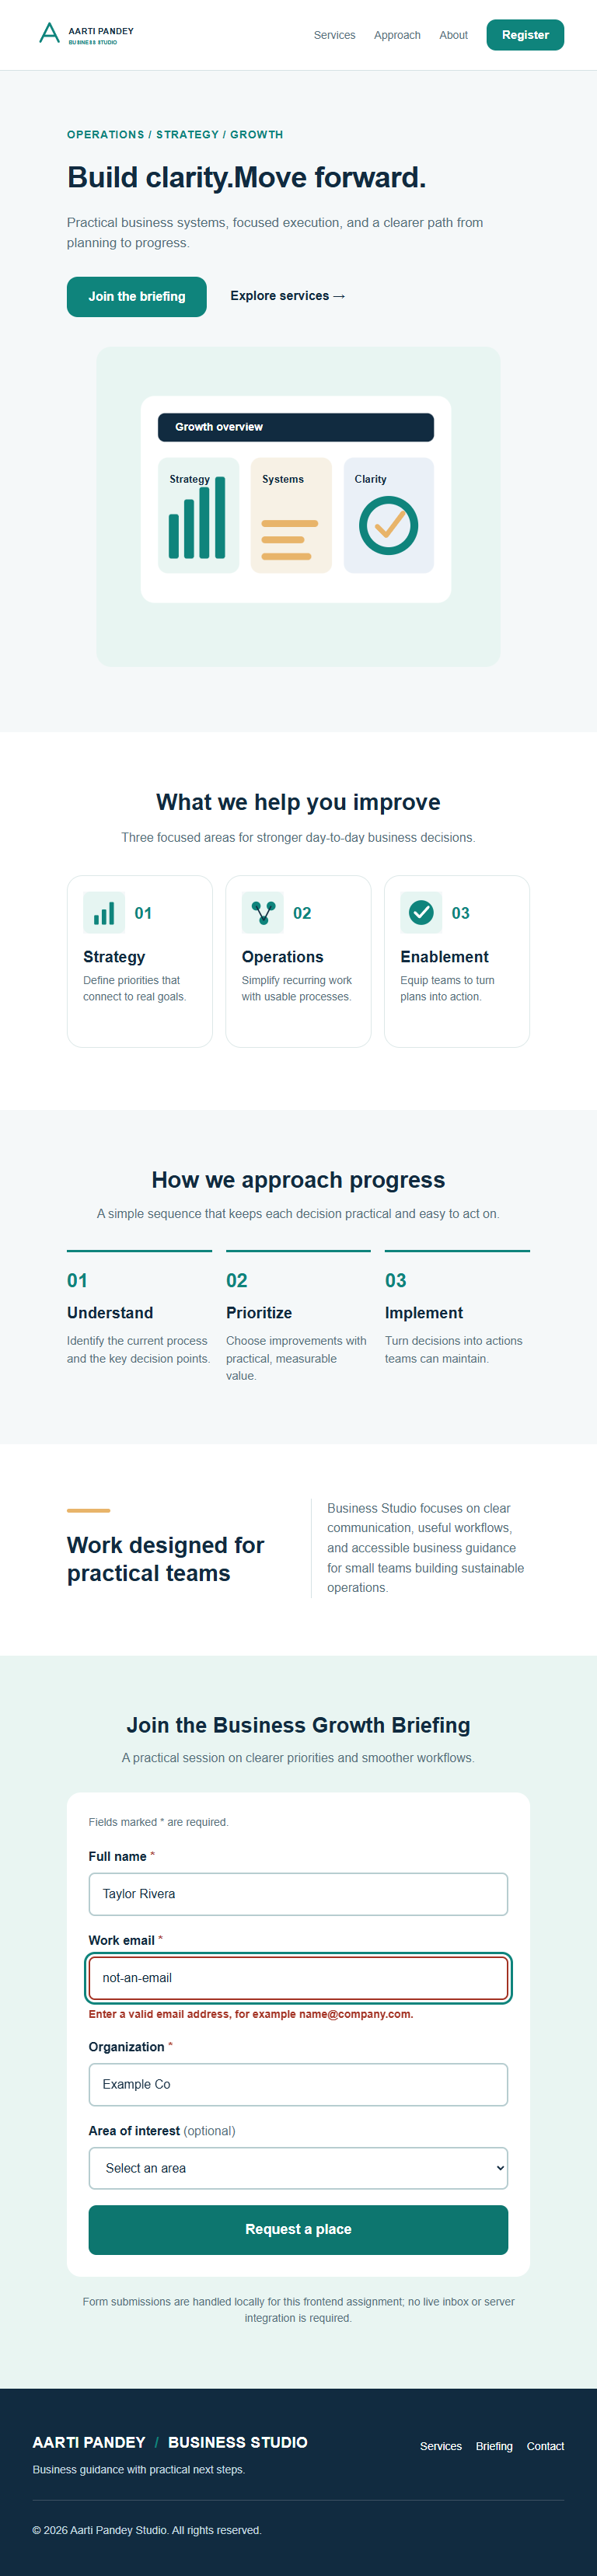 AARTI PANDEY
BUSINESS STUDIO
Services
Approach
About
Register
OPERATIONS / STRATEGY / GROWTH
Build clarity.Move forward.
Practical business systems, focused execution, and a clearer path from
planning to progress.
Join the briefing
Explore services →
Growth overview
Strategy
Systems
Clarity
What we help you improve
Three focused areas for stronger day-to-day business decisions.
01
Strategy
Define priorities that
connect to real goals.
02
Operations
Simplify recurring work
with usable processes.
03
Enablement
Equip teams to turn
plans into action.
How we approach progress
A simple sequence that keeps each decision practical and easy to act on.
01
Understand
Identify the current process
and the key decision points.
02
Prioritize
Choose improvements with
practical, measurable
value.
03
Implement
Turn decisions into actions
teams can maintain.
Work designed for
practical teams
Business Studio focuses on clear
communication, useful workflows,
and accessible business guidance
for small teams building sustainable
operations.
Join the Business Growth Briefing
A practical session on clearer priorities and smoother workflows.
Fields marked * are required.
Full name *
Taylor Rivera
Work email *
not-an-email
Enter a valid email address, for example name@company.com.
Organization *
Example Co
Area of interest (optional)
Select an area
Request a place
Form submissions are handled locally for this frontend assignment; no live inbox or server
integration is required.
AARTI PANDEY / BUSINESS STUDIO
Business guidance with practical next steps.
Services
Briefing
Contact
© 2026 Aarti Pandey Studio. All rights reserved.